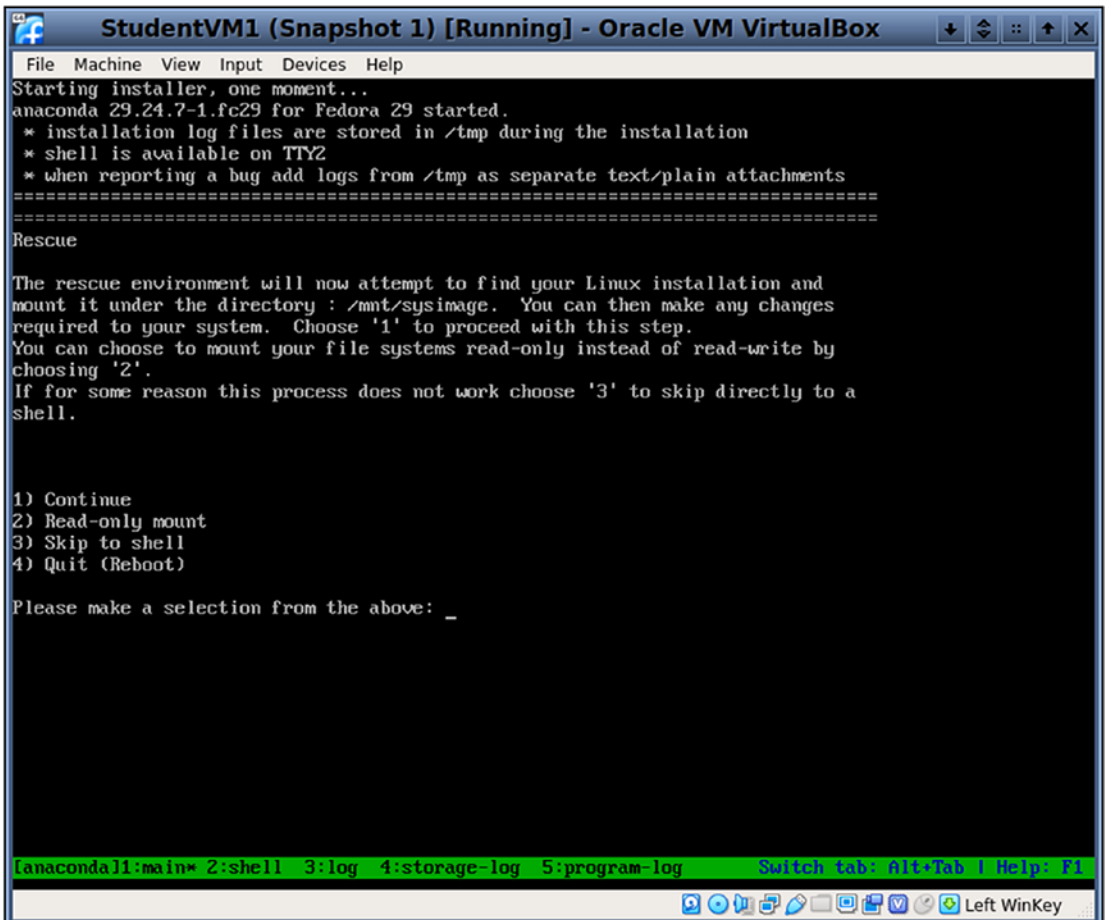 StudentVM1 (Snapshot 1) [Running] - Oracle VM VirtualBox
File Machine View Input Devices Help
Starting installer, one moment...
anaconda 29.24.7-1.fc29 for Fedora 29 started.
* installation log files are stored in /tmp during the installation
* shell is available on TTY2
* when reporting a bug add logs from /tmp as separate text/plain attachments
================================================================================
================================================================================
Rescue
The rescue environment will now attempt to find your Linux installation and
mount it under the directory : /mnt/sysimage.  You can then make any changes
required to your system.  Choose '1' to proceed with this step.
You can choose to mount your file systems read-only instead of read-write by
choosing '2'.
If for some reason this process does not work choose '3' to skip directly to a
shell.
1) Continue
2) Read-only mount
3) Skip to shell
4) Quit (Reboot)
Please make a selection from the above: _
[anaconda]1:main* 2:shell  3:log  4:storage-log  5:program-log Switch tab: Alt+Tab | Help: F1
Left WinKey